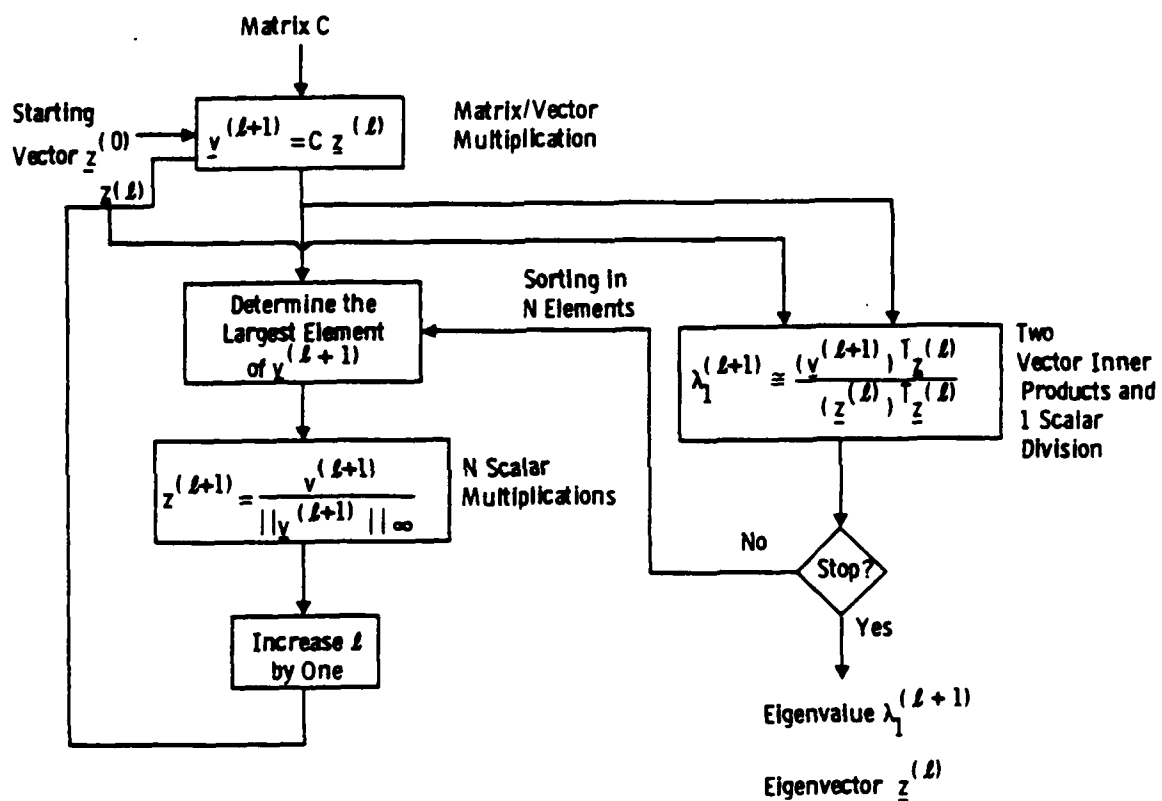 Matrix C
Starting
Vector z^(0)
v^(ℓ+1) = C z^(ℓ)
Matrix/Vector
Multiplication
z(ℓ)
Determine the
Largest Element
of v^(ℓ + 1)
Sorting in
N Elements
λ_1^(ℓ+1) ≅ (v^(ℓ+1))^T z^(ℓ)
(z^(ℓ))^T z^(ℓ)
Two
Vector Inner
Products and
1 Scalar
Division
z^(ℓ+1) = v^(ℓ+1)
||v^(ℓ+1)||∞
N Scalar
Multiplications
No
Stop?
Yes
Increase ℓ
by One
Eigenvalue λ_1^(ℓ + 1)
Eigenvector z^(ℓ)